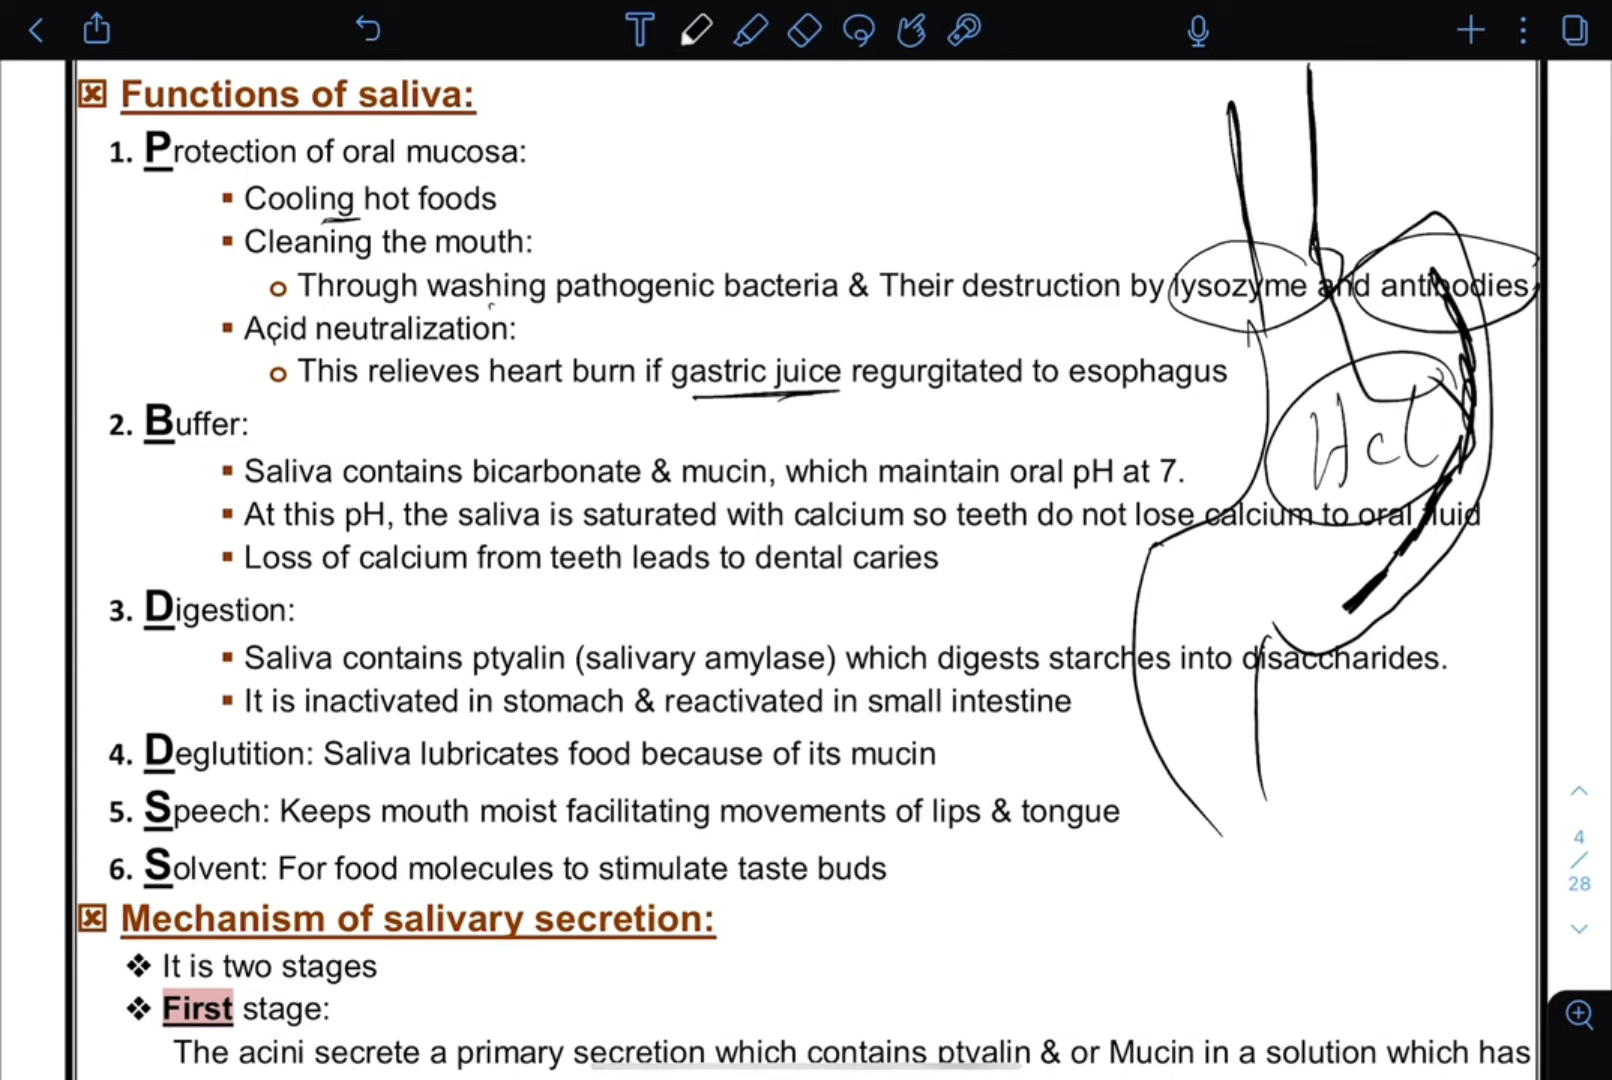 Functions of saliva:
1. Protection of oral mucosa:
▪ Cooling hot foods
▪ Cleaning the mouth:
o Through washing pathogenic bacteria & Their destruction by lysozyme and antibodies.
▪ Acid neutralization:
o This relieves heart burn if gastric juice regurgitated to esophagus
HCl
2. Buffer:
▪ Saliva contains bicarbonate & mucin, which maintain oral pH at 7.
▪ At this pH, the saliva is saturated with calcium so teeth do not lose calcium to oral fluid
▪ Loss of calcium from teeth leads to dental caries
3. Digestion:
▪ Saliva contains ptyalin (salivary amylase) which digests starches into disaccharides.
▪ It is inactivated in stomach & reactivated in small intestine
4. Deglutition: Saliva lubricates food because of its mucin
5. Speech: Keeps mouth moist facilitating movements of lips & tongue
6. Solvent: For food molecules to stimulate taste buds
4
/
28
Mechanism of salivary secretion:
❖ It is two stages
❖ First stage:
The acini secrete a primary secretion which contains ptyalin & or Mucin in a solution which has